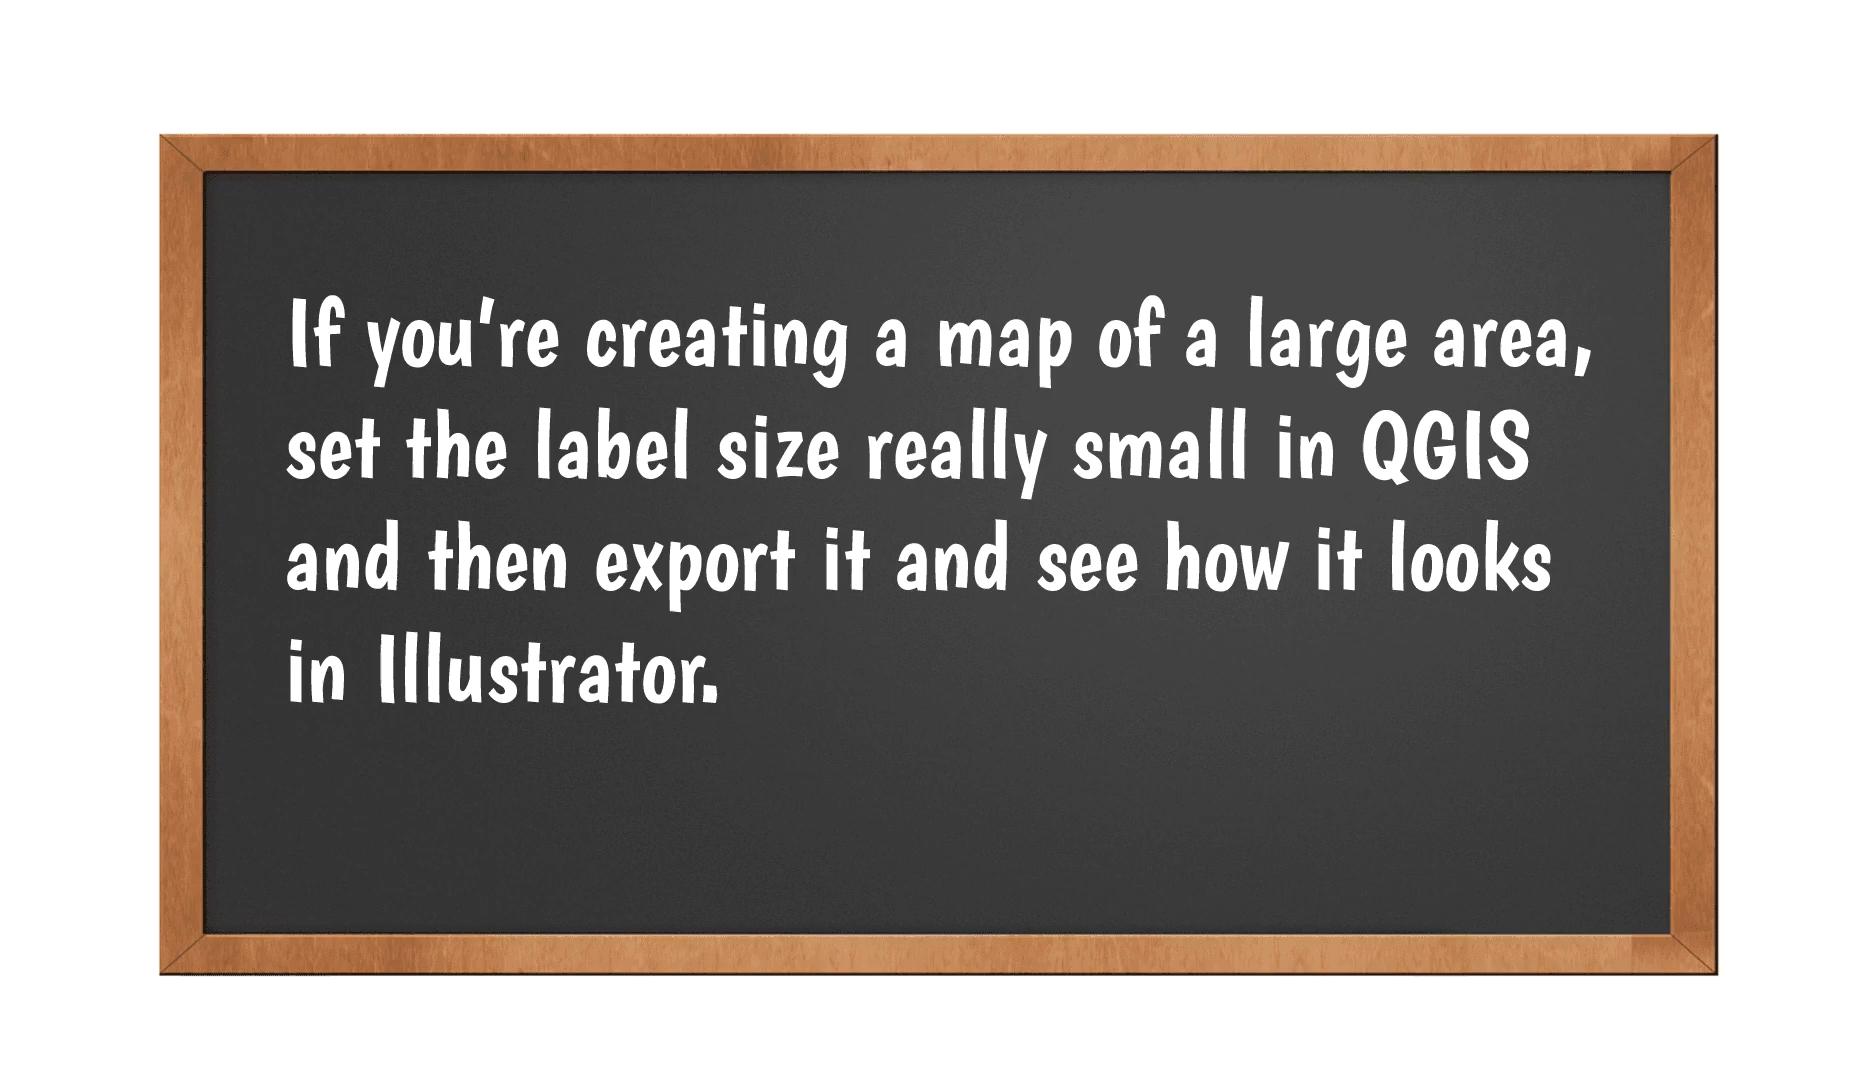 If you're creating a map of a large area,
set the label size really small in QGIS
and then export it and see how it looks
in Illustrator.